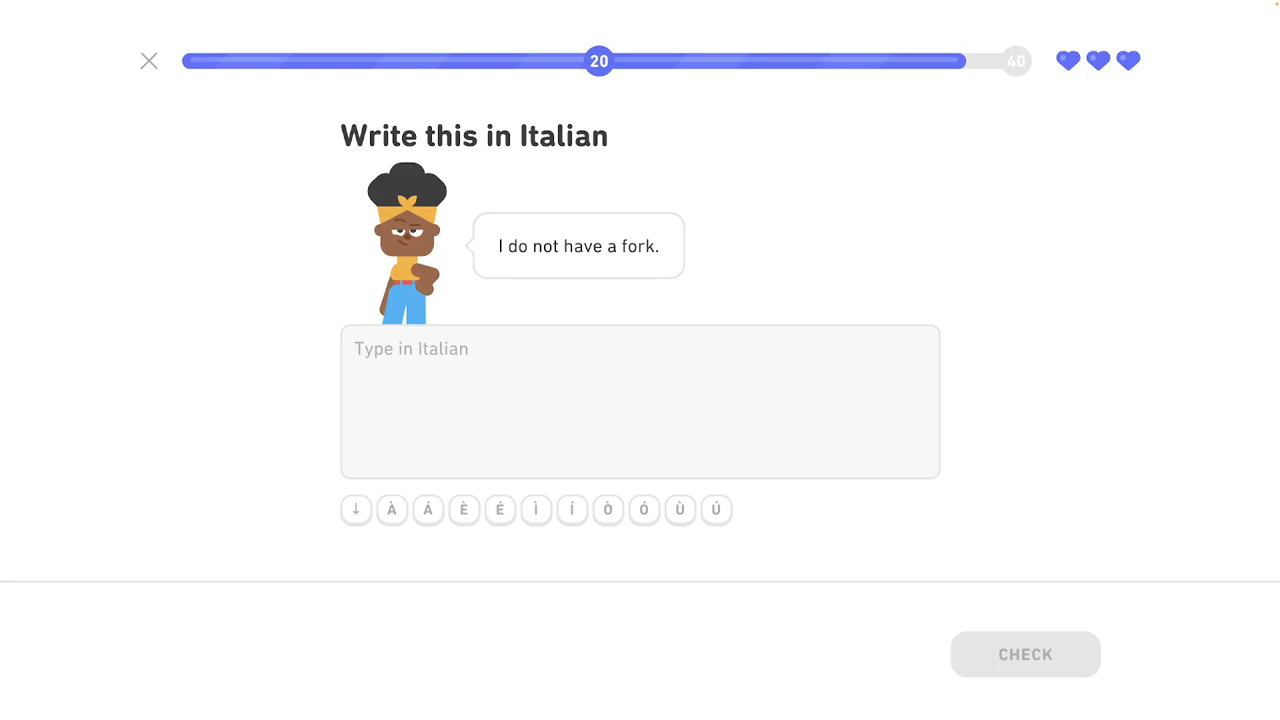 20
40
Write this in Italian
I do not have a fork.
Type in Italian
↓ À Á È É Ì Í Ò Ó Ù Ú
CHECK